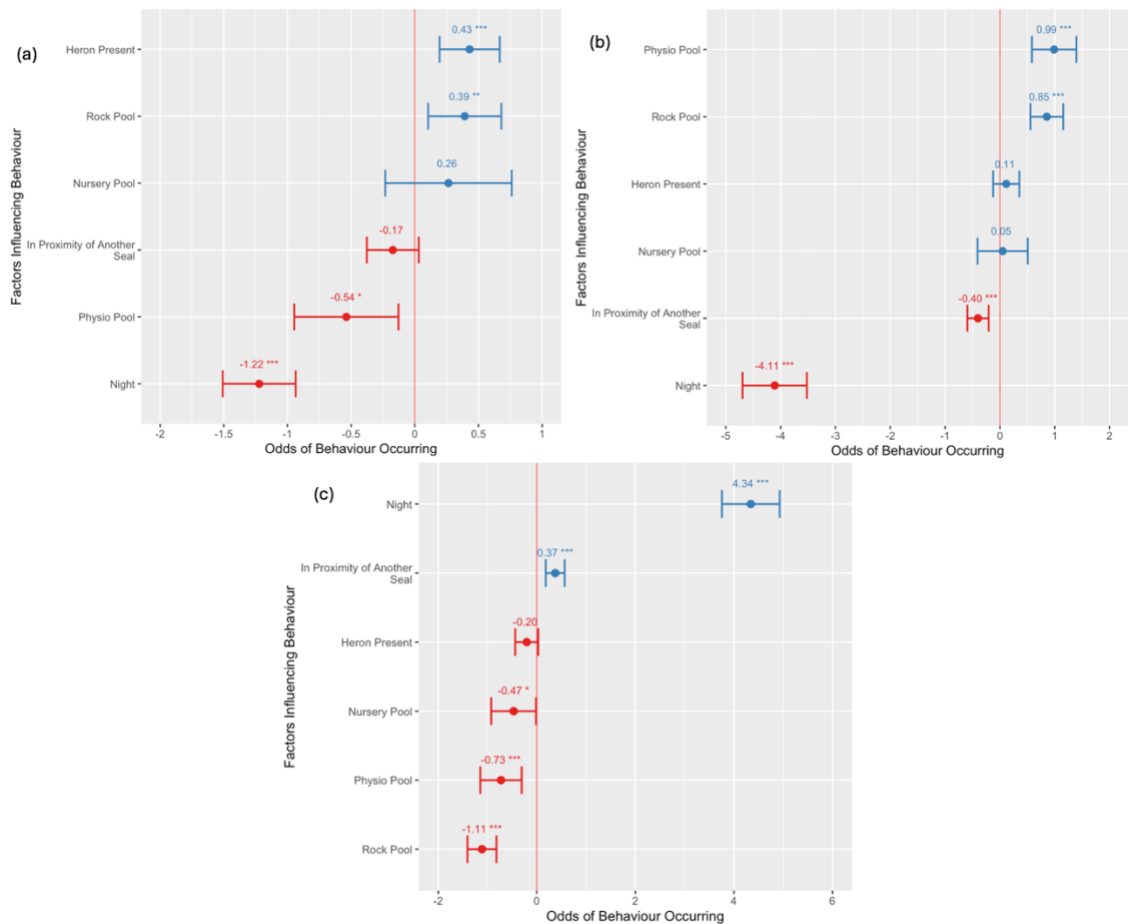 (a)
Factors Influencing Behaviour
Heron Present
0.43 ***
Rock Pool
0.39 **
Nursery Pool
0.26
In Proximity of Another
Seal
-0.17
Physio Pool
-0.54 *
Night
-1.22 ***
-2 -1 -0.5 0 0.5 1
Odds of Behaviour Occurring
(b)
Factors Influencing Behaviour
Physio Pool
0.99 ***
Rock Pool
0.85 ***
Heron Present
0.11
Nursery Pool
0.05
In Proximity of Another
Seal
-0.40 ***
Night
-4.11 ***
-5 -4 -3 -2 -1 0 1 2
Odds of Behaviour Occurring
(c)
Factors Influencing Behaviour
Night
4.34 ***
In Proximity of Another
Seal
0.37 ***
Heron Present
-0.20
Nursery Pool
-0.47 *
Physio Pool
-0.73 ***
Rock Pool
-1.11 ***
-2 0 2 4 6
Odds of Behaviour Occurring